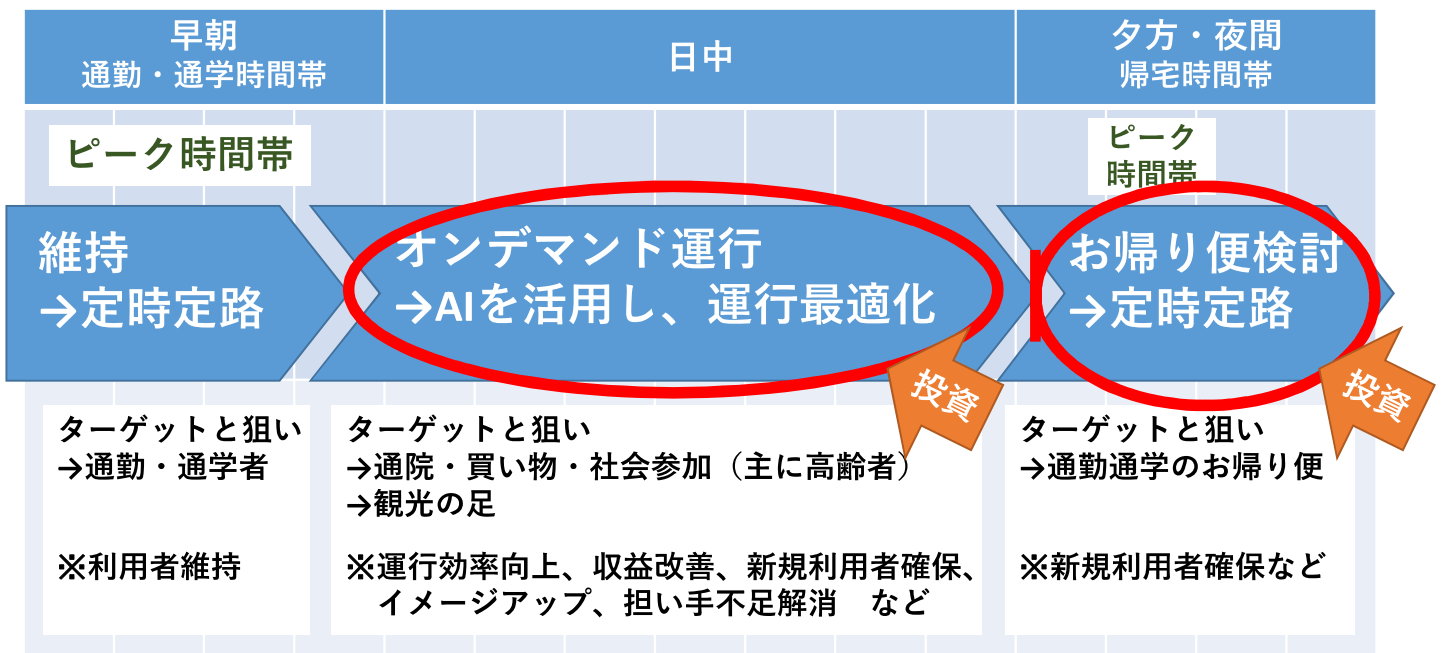 早朝
通勤・通学時間帯
日中
夕方・夜間
帰宅時間帯
ピーク時間帯
ピーク
時間帯
維持
→定時定路
オンデマンド運行
→AIを活用し、運行最適化
お帰り便検討
→定時定路
投資
投資
ターゲットと狙い
→通勤・通学者
※利用者維持
ターゲットと狙い
→通院・買い物・社会参加（主に高齢者）
→観光の足
※運行効率向上、収益改善、新規利用者確保、
イメージアップ、担い手不足解消　など
ターゲットと狙い
→通勤通学のお帰り便
※新規利用者確保など